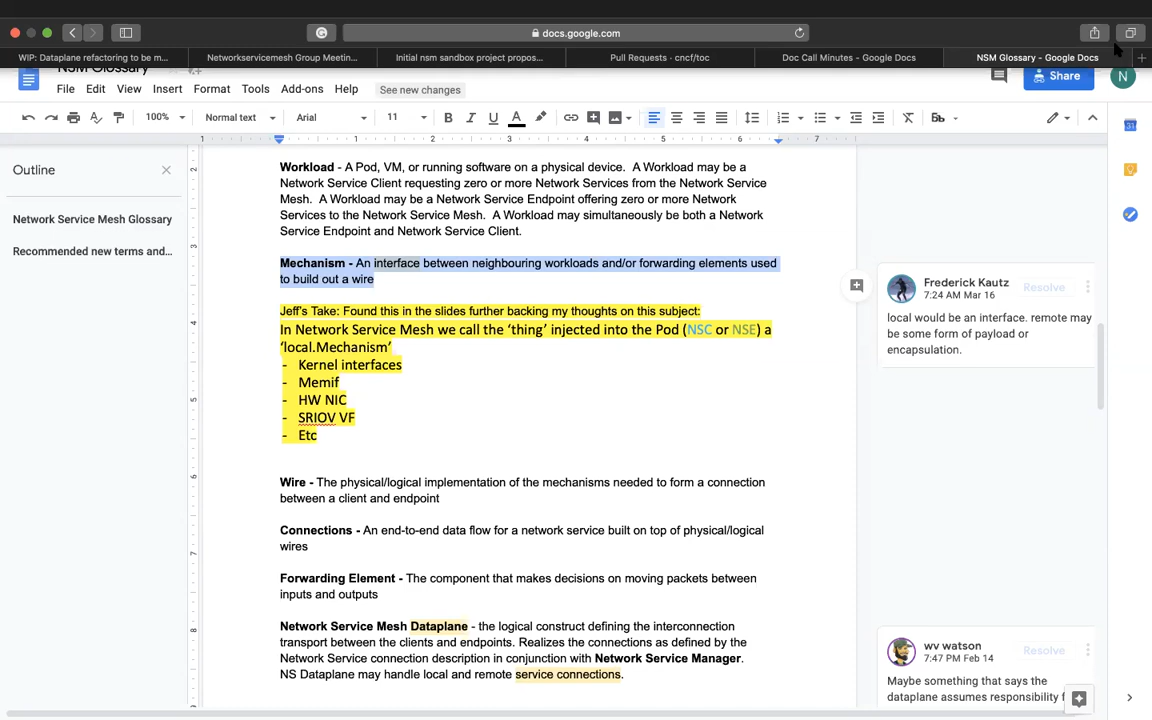 docs.google.com
WIP: Dataplane refactoring to be m...
Networkservicemesh Group Meetin...
Initial nsm sandbox project propos...
Pull Requests · cncf/toc
Doc Call Minutes – Google Docs
NSM Glossary - Google Docs
NSM Glossary
File Edit View Insert Format Tools Add-ons Help See new changes
Share
N
100% Normal text Arial 11 B I U A
1 1 2 3 4 5 6 7
Outline
Network Service Mesh Glossary
Recommended new terms and...
Workload - A Pod, VM, or running software on a physical device. A Workload may be a
Network Service Client requesting zero or more Network Services from the Network Service
Mesh. A Workload may be a Network Service Endpoint offering zero or more Network
Services to the Network Service Mesh. A Workload may simultaneously be both a Network
Service Endpoint and Network Service Client.
Mechanism - An interface between neighbouring workloads and/or forwarding elements used
to build out a wire
Jeff's Take: Found this in the slides further backing my thoughts on this subject:
In Network Service Mesh we call the ‘thing’ injected into the Pod (NSC or NSE) a
‘local.Mechanism’
- Kernel interfaces
- Memif
- HW NIC
- SRIOV VF
- Etc
Wire - The physical/logical implementation of the mechanisms needed to form a connection
between a client and endpoint
Connections - An end-to-end data flow for a network service built on top of physical/logical
wires
Forwarding Element - The component that makes decisions on moving packets between
inputs and outputs
Network Service Mesh Dataplane - the logical construct defining the interconnection
transport between the clients and endpoints. Realizes the connections as defined by the
Network Service connection description in conjunction with Network Service Manager.
NS Dataplane may handle local and remote service connections.
Frederick Kautz
7:24 AM Mar 16
Resolve
local would be an interface. remote may
be some form of payload or
encapsulation.
wv watson
7:47 PM Feb 14
Resolve
Maybe something that says the
dataplane assumes responsibility f